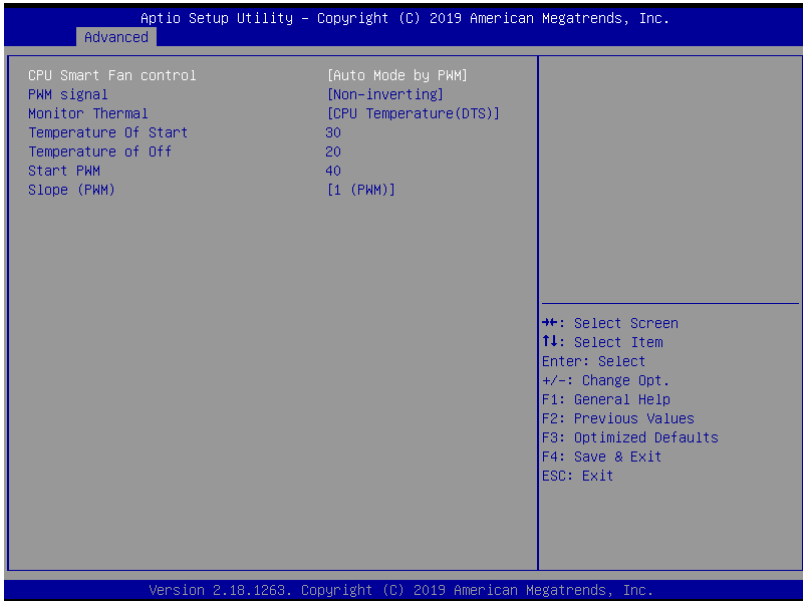 Aptio Setup Utility – Copyright (C) 2019 American Megatrends, Inc.
Advanced
CPU Smart Fan control [Auto Mode by PWM]
PWM signal [Non-inverting]
Monitor Thermal [CPU Temperature(DTS)]
Temperature Of Start 30
Temperature of Off 20
Start PWM 40
Slope (PWM) [1 (PWM)]
→←: Select Screen
↑↓: Select Item
Enter: Select
+/-: Change Opt.
F1: General Help
F2: Previous Values
F3: Optimized Defaults
F4: Save & Exit
ESC: Exit
Version 2.18.1263. Copyright (C) 2019 American Megatrends, Inc.